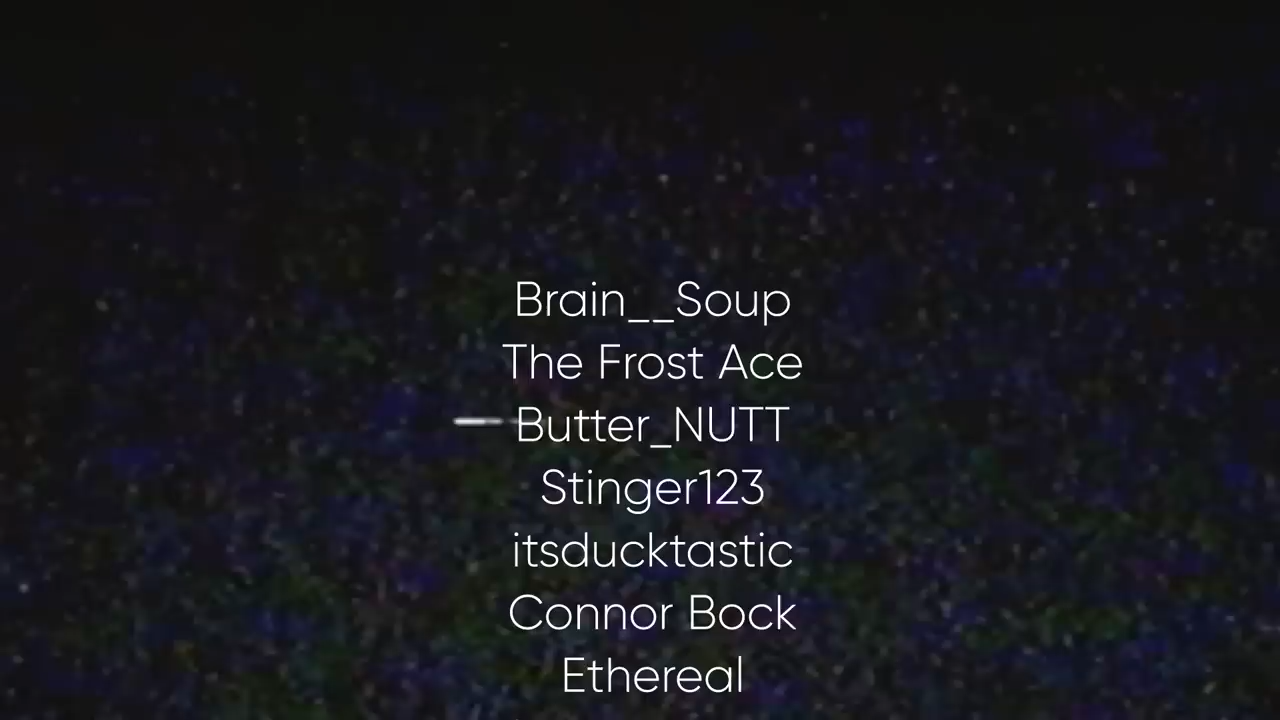 Brain__Soup
The Frost Ace
Butter_NUTT
Stinger123
itsducktastic
Connor Bock
Ethereal